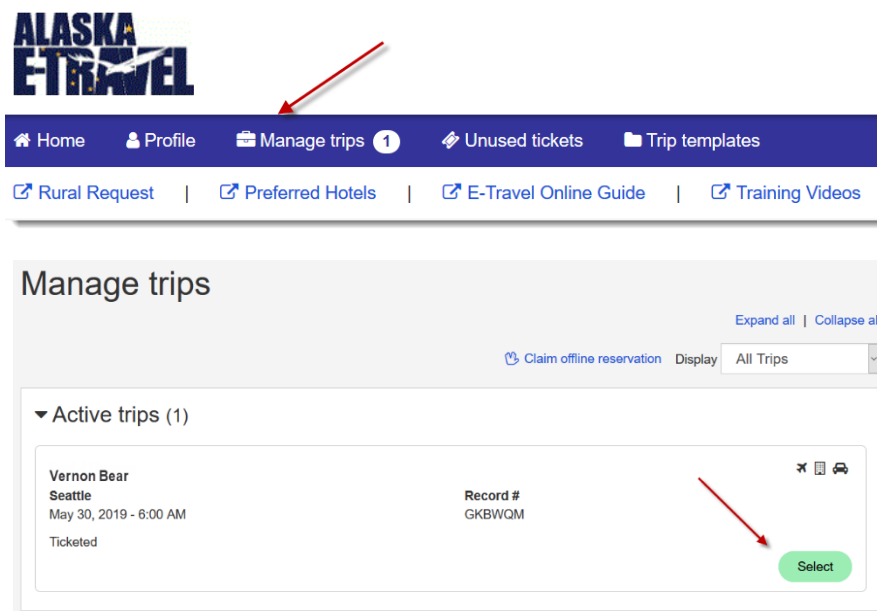 ALASKA
E-TRAVEL
Home Profile Manage trips 1 Unused tickets Trip templates
Rural Request | Preferred Hotels | E-Travel Online Guide | Training Videos
Manage trips
Expand all | Collapse al
Claim offline reservation Display All Trips
Active trips (1)
Vernon Bear
Seattle Record #
May 30, 2019 - 6:00 AM GKBWQM
Ticketed
Select